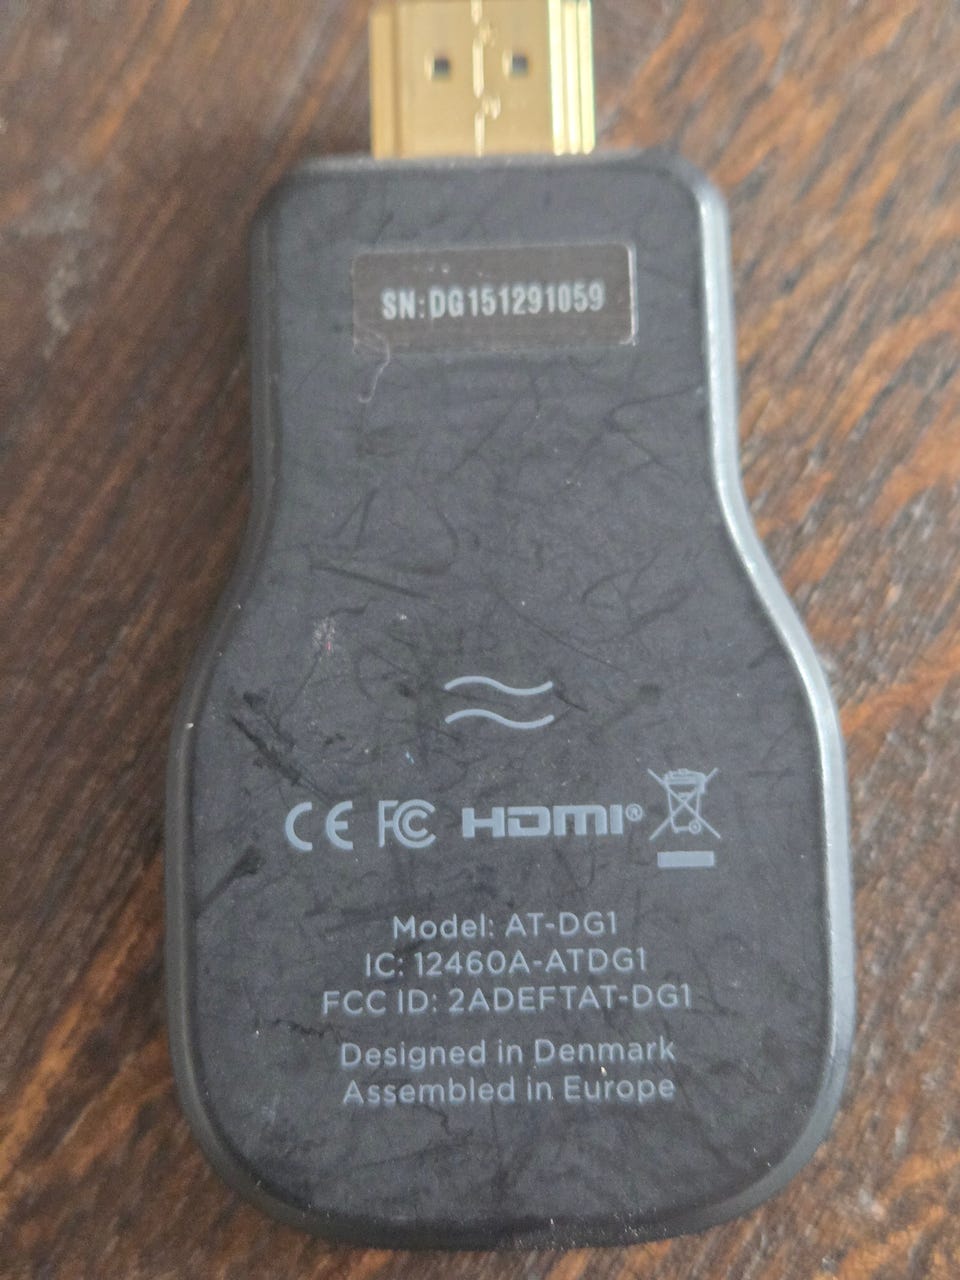 SN:DG151291059
CE FC HDMI®
Model: AT-DG1
IC: 12460A-ATDG1
FCC ID: 2ADEFTAT-DG1
Designed in Denmark
Assembled in Europe